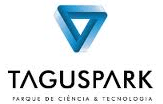 TAGUSPARK
PARQUE DE CIÊNCIA & TECNOLOGIA